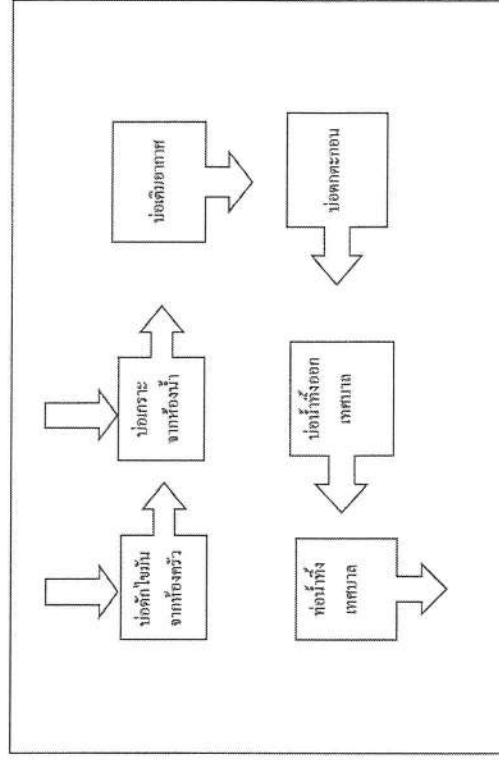 บ่อดักไขมัน
จากห้องครัว
บ่อเกรอะ
จากห้องน้ำ
บ่อเติมอากาศ
บ่อตกตะกอน
บ่อน้ำทิ้งออก
เทศบาล
ท่อน้ำทิ้ง
เทศบาล